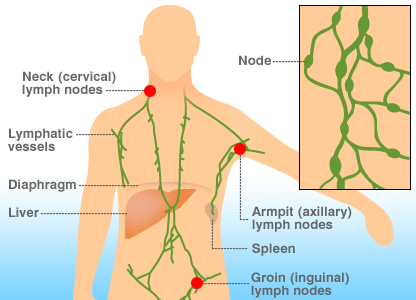 Node
Neck (cervical)
lymph nodes
Lymphatic
vessels
Diaphragm
Liver
Armpit (axillary)
lymph nodes
Spleen
Groin (inguinal)
lymph nodes